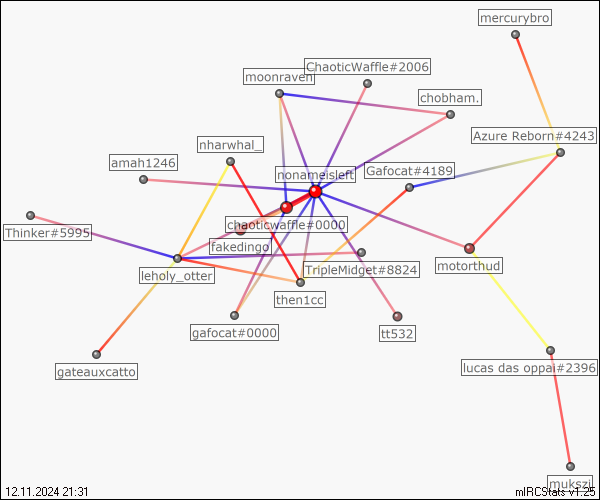 mercurybro
ChaoticWaffle#2006
moonraven
chobham.
Azure Reborn#4243
nharwhal_
amah1246
nonameisleft
Gafocat#4189
chaoticwaffle#0000
Thinker#5995
fakedingo
TripleMidget#8824
motorthud
leholy_otter
then1cc
gafocat#0000
tt532
gateauxcatto
lucas das oppai#2396
mukszi
12.11.2024 21:31
mIRCStats v1.25